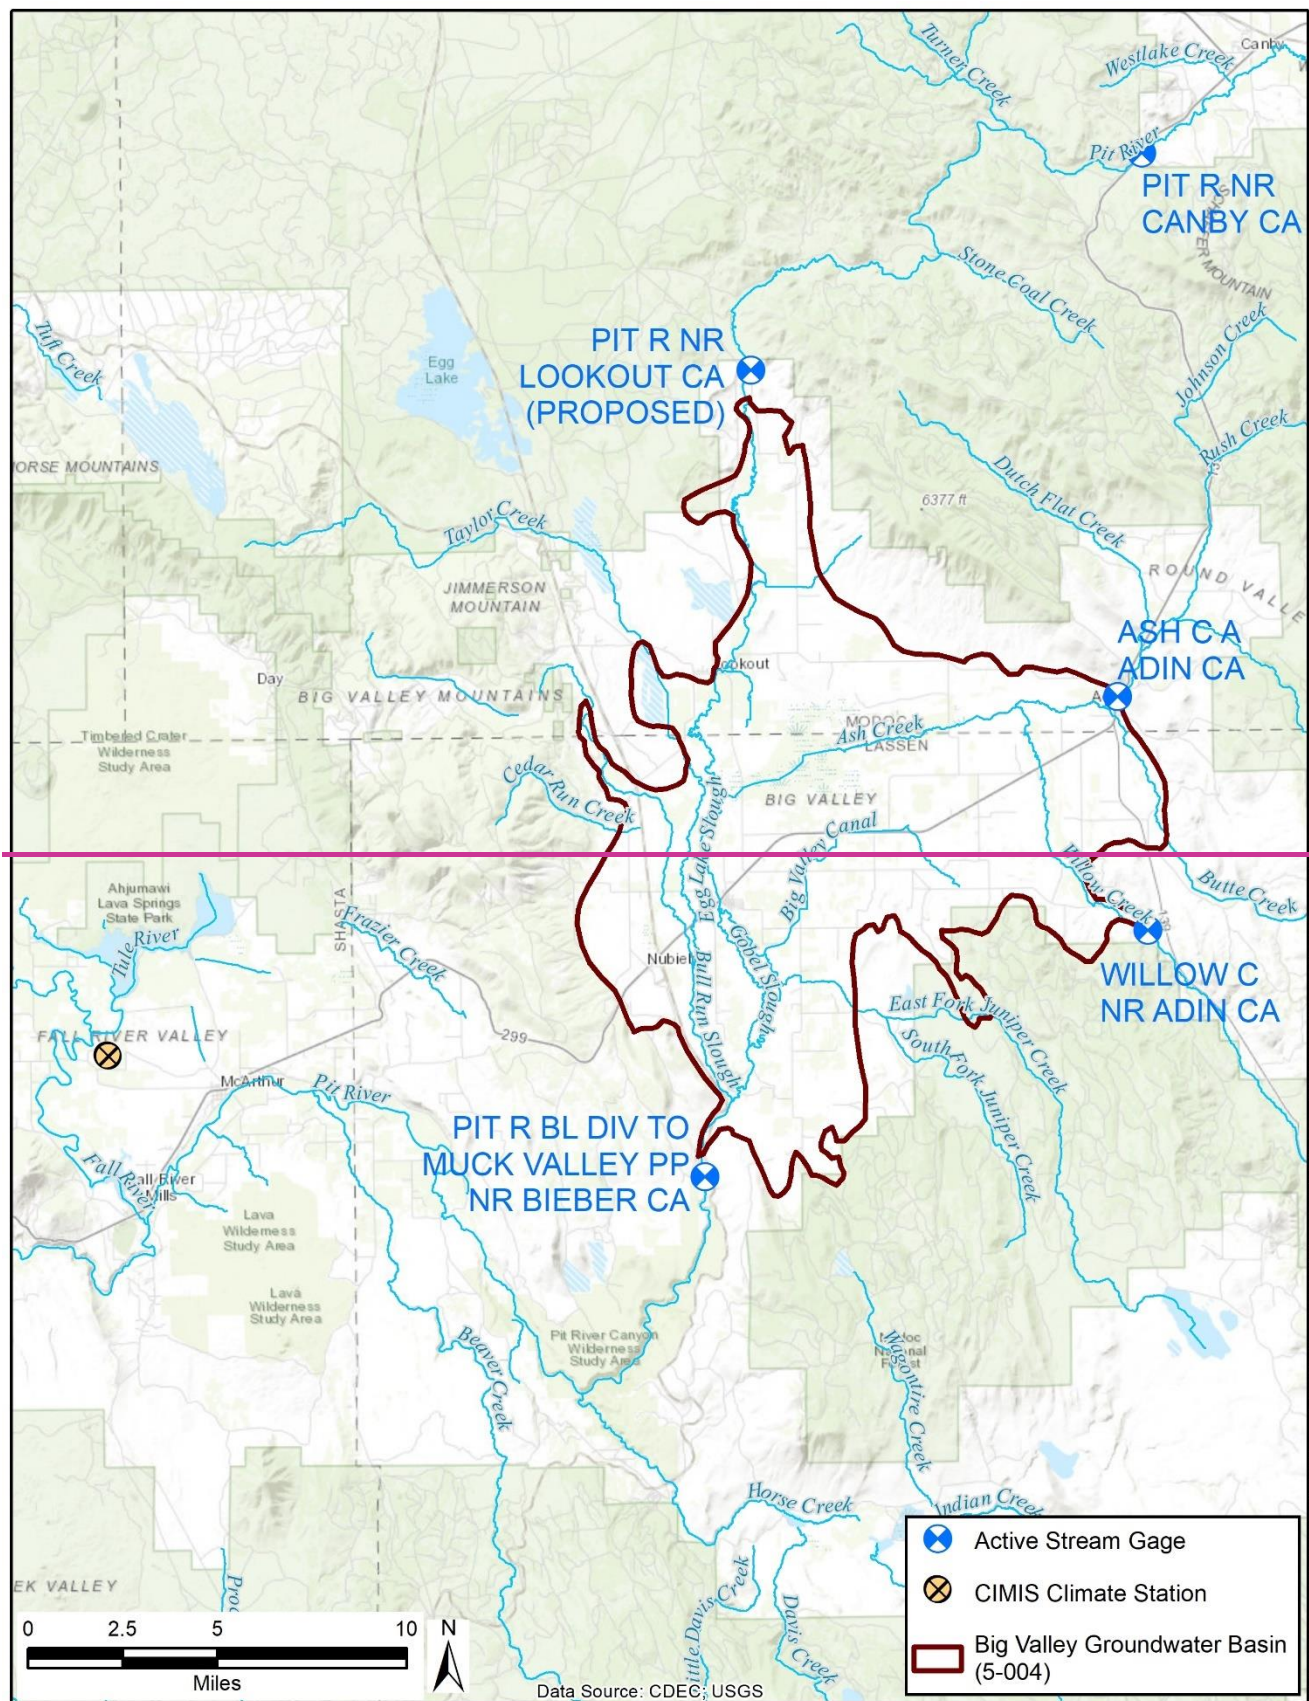 Turner Creek
Westlake Creek
Canby
Pit River
PIT R NR
CANBY CA
MOUNTAIN
Stone Coal Creek
Tuff Creek
Egg
Lake
PIT R NR
LOOKOUT CA
(PROPOSED)
Johnson Creek
Rush Creek
ORSE MOUNTAINS
Dutch Flat Creek
6377 ft
Taylor Creek
JIMMERSON
MOUNTAIN
ROUND VALLE
ASH C A
ADIN CA
ookout
Day
BIG VALLEY MOUNTAINS
MODOC
LASSEN
Ash Creek
Timbered Crater
Wilderness
Study Area
Cedar Run Creek
BIG VALLEY
Big Valley Canal
Egg Lake Slough
Willow Creek
Butte Creek
139
Ahjumawi
Lava Springs
State Park
Tule River
SHASTA
Frazier Creek
Nubieber
Gobel Slough
Bull Run Slough
WILLOW C
NR ADIN CA
East Fork Juniper Creek
South Fork Juniper Creek
FALL RIVER VALLEY
299
McArthur
Pit River
PIT R BL DIV TO
MUCK VALLEY PP
NR BIEBER CA
Fall River
all River
Mills
Lava
Wilderness
Study Area
Lava
Wilderness
Study Area
Pit River Canyon
Wilderness
Study Area
Beaver Creek
Wagontire Creek
Horse Creek
Indian Creek
EK VALLEY
Little Davis Creek
Davis Creek
0 2.5 5 10
Miles
N
Data Source: CDEC; USGS
Active Stream Gage
CIMIS Climate Station
Big Valley Groundwater Basin
(5-004)